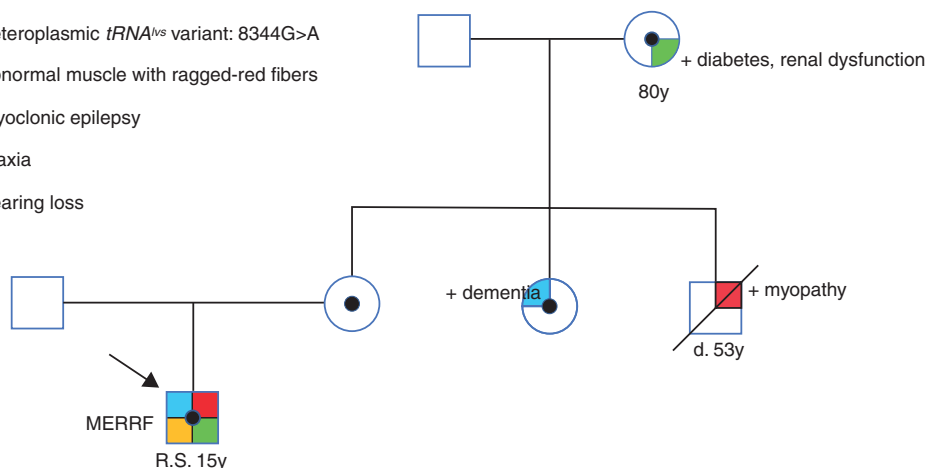 eteroplasmic tRNAlys variant: 8344G>A
onormal muscle with ragged-red fibers
yoclonic epilepsy
axia
earing loss
+ diabetes, renal dysfunction
80y
+ dementia
+ myopathy
d. 53y
MERRF
R.S. 15y